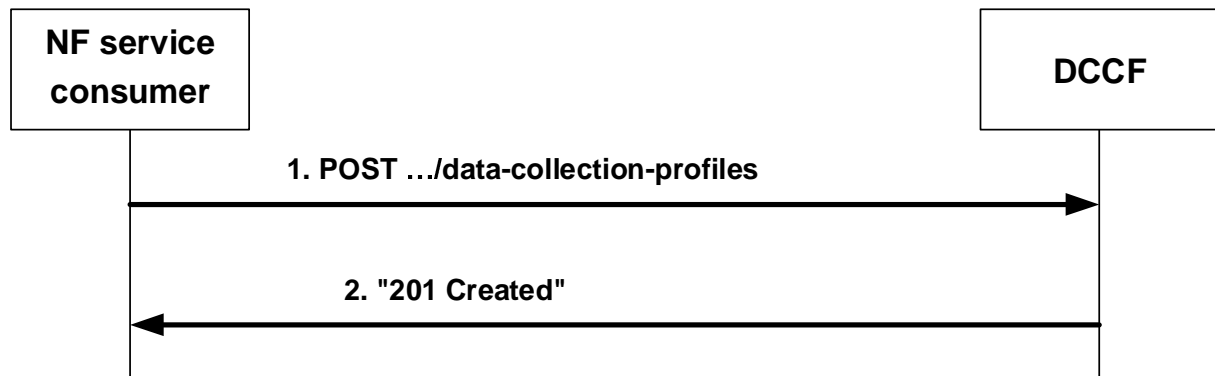 NF service
consumer
DCCF
1. POST …/data-collection-profiles
2. "201 Created"